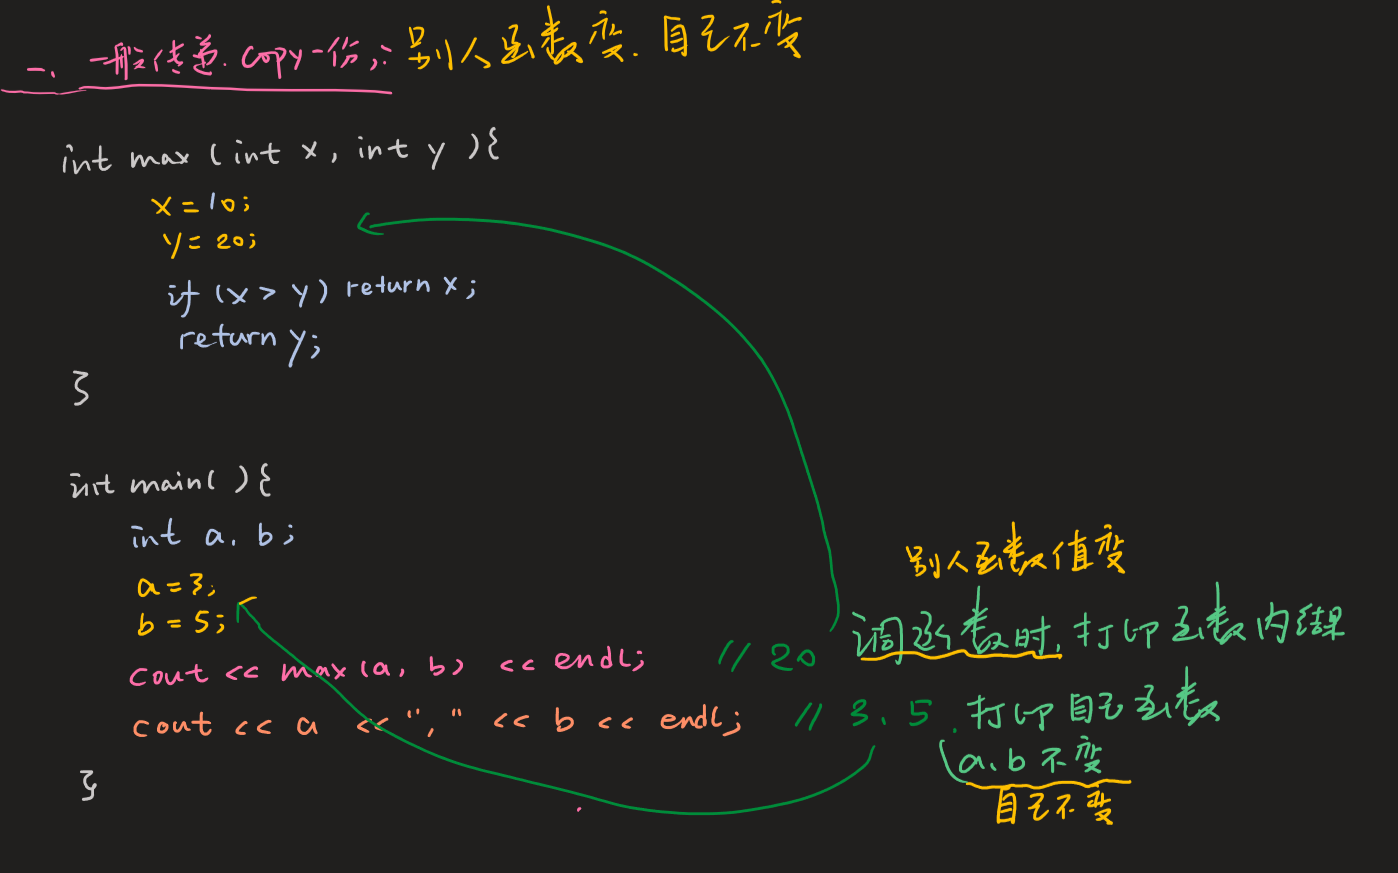 一、一般传递.copy一份;: 别人函数变.自己不变
int max (int x, int y ){
x = 10;
y = 20;
if (x > y) return x;
return y;
}
int main( ){
int a, b;
a = 3;
b = 5;
别人函数值变
cout << max(a, b) << endl; // 20 调函数时,打印函数内结果
cout << a << "," << b << endl; // 3、5.打印自己函数
a、b 不变
自己不变
}